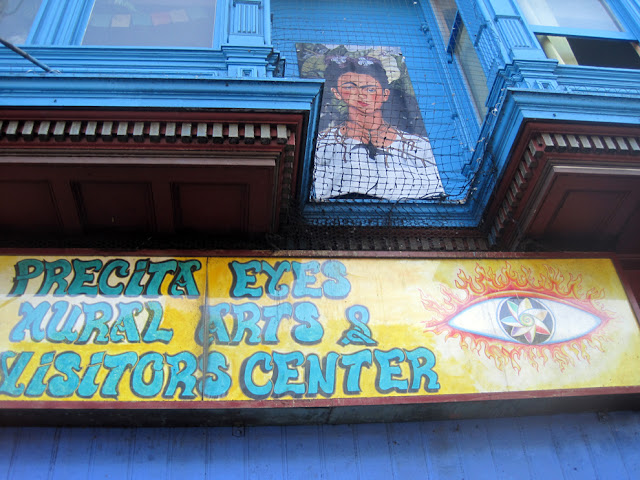 PRECITA EYES
MURAL ARTS &
VISITORS CENTER